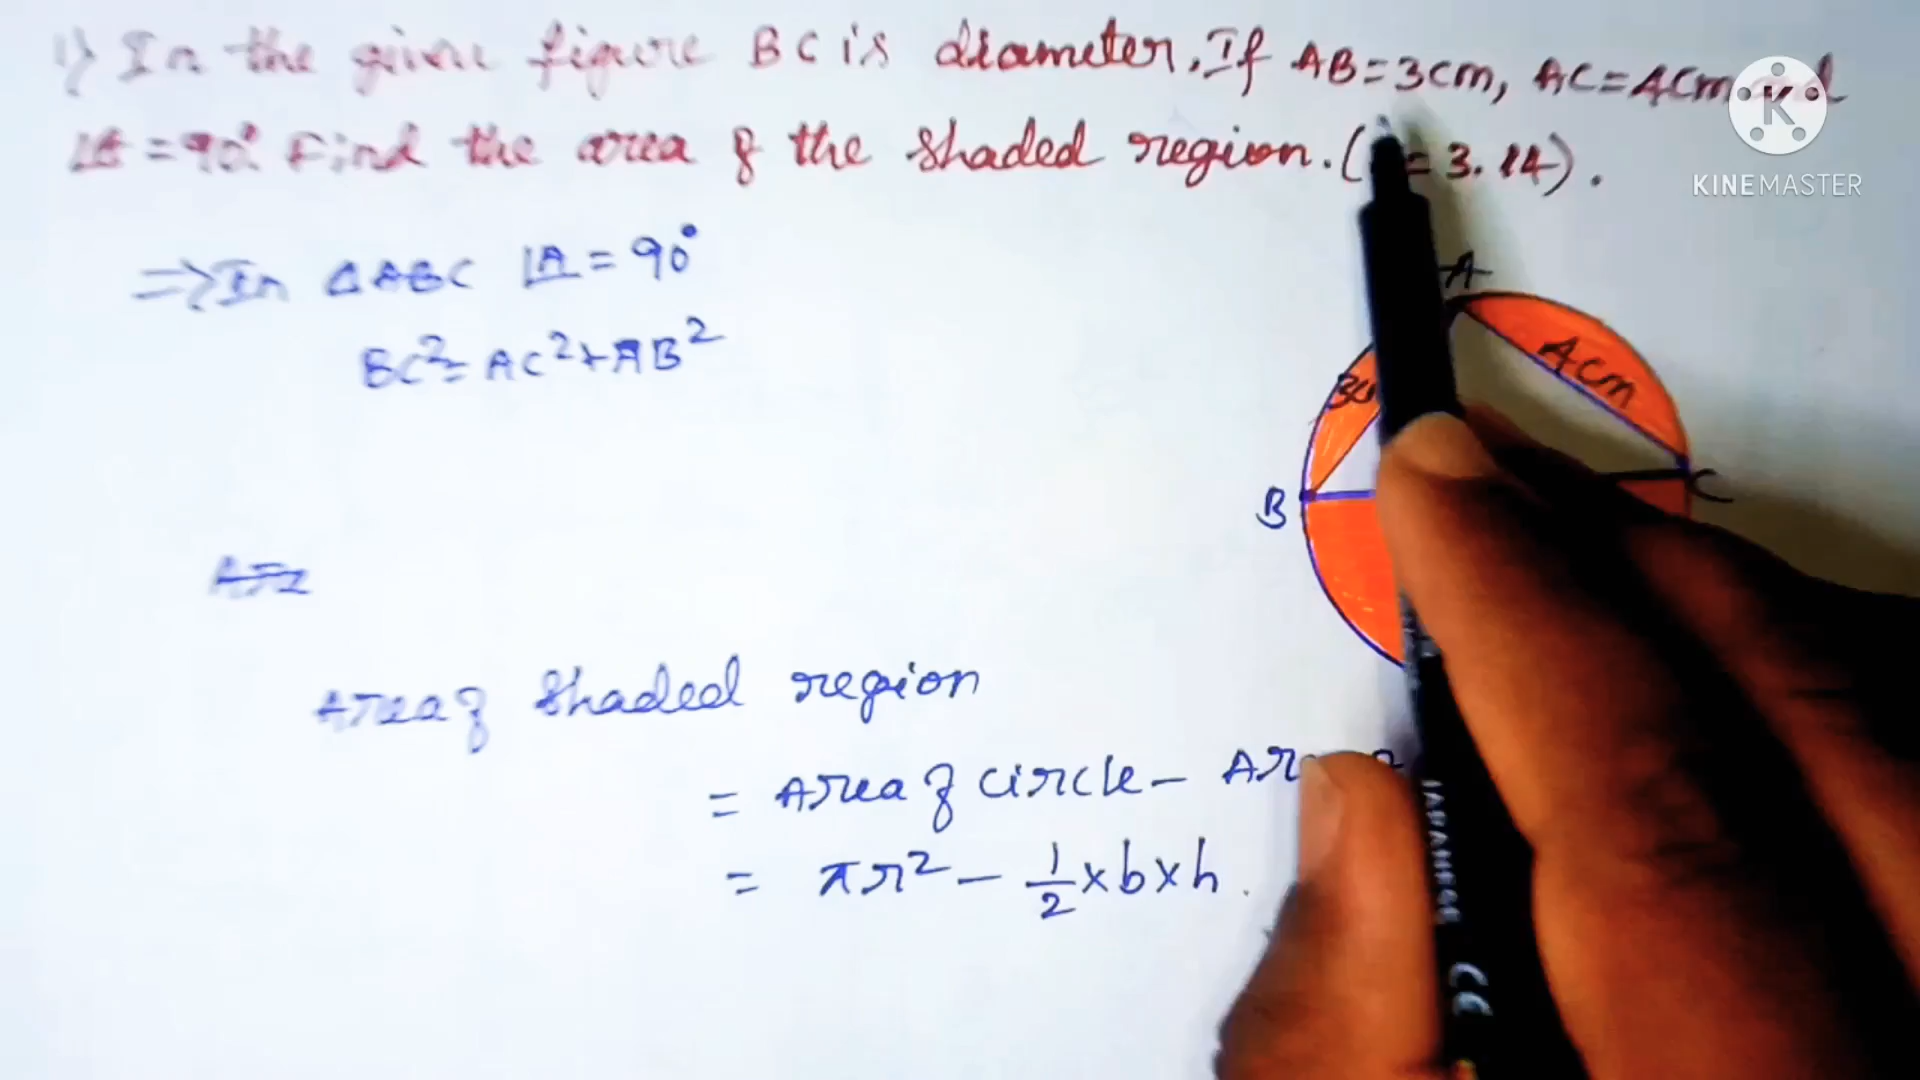 1) In the given figure BC is diameter. If AB = 3cm, AC = 4cm and
∠A = 90°. Find the area of the shaded region. ( = 3.14).
K
KINEMASTER
⇒ In △ABC ∠A = 90°
BC² = AC² + AB²
A
4cm
3
B
C
Area of shaded region
= Area of circle -
= πr² - 1/2 × b × h.
CE